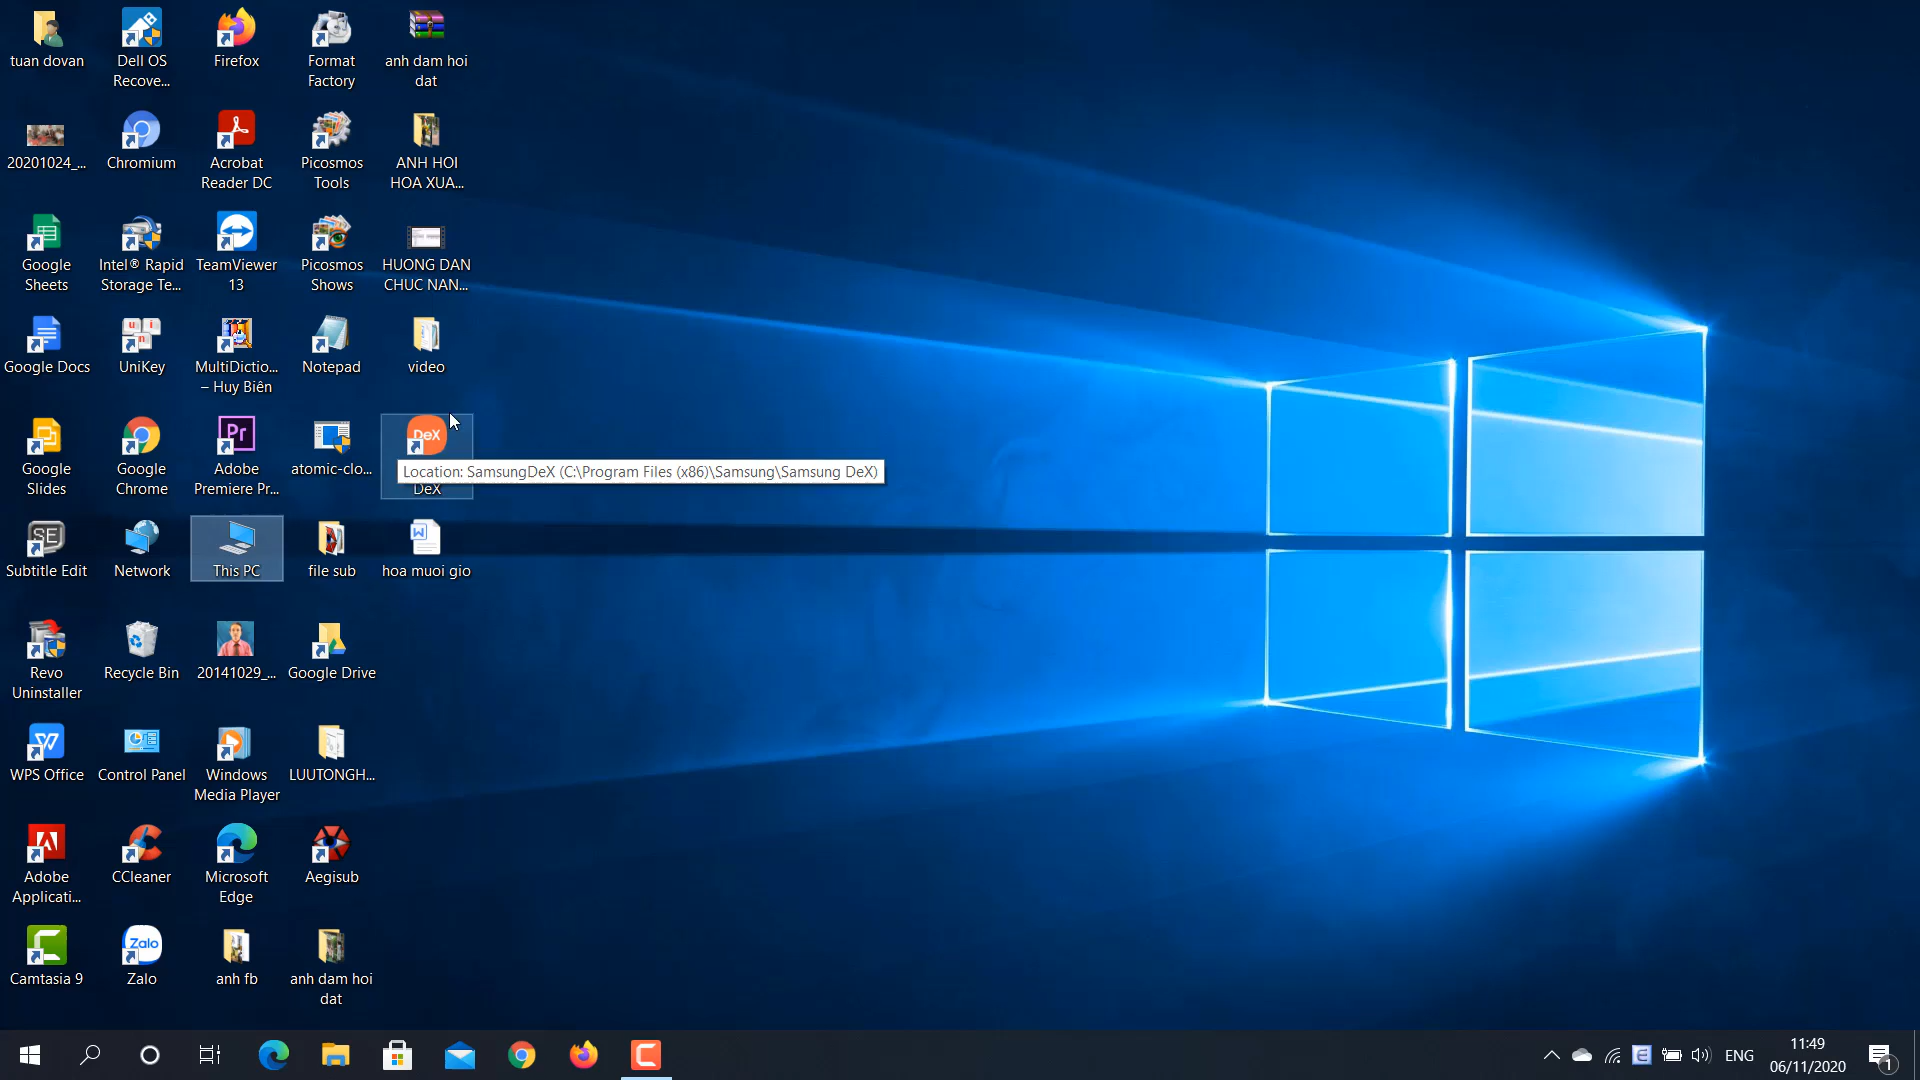 tuan dovan
Dell OS
Recove...
Firefox
Format
Factory
anh dam hoi
dat
20201024_...
Chromium
Acrobat
Reader DC
Picosmos
Tools
ANH HOI
HOA XUA...
Google
Sheets
Intel® Rapid
Storage Te...
TeamViewer
13
Picosmos
Shows
HUONG DAN
CHUC NAN...
Google Docs
UniKey
MultiDictio...
– Huy Biên
Notepad
video
Google
Slides
Google
Chrome
Pr
Adobe
Premiere Pr...
atomic-clo...
DeX
Location: SamsungDeX (C:\Program Files (x86)\Samsung\Samsung DeX)
DeX
SE
Subtitle Edit
Network
This PC
file sub
hoa muoi gio
Revo
Uninstaller
Recycle Bin
20141029_...
Google Drive
WPS Office
Control Panel
Windows
Media Player
LUUTONGH...
Adobe
Applicati...
CCleaner
Microsoft
Edge
Aegisub
Camtasia 9
Zalo
Zalo
anh fb
anh dam hoi
dat
ENG
11:49
06/11/2020
1